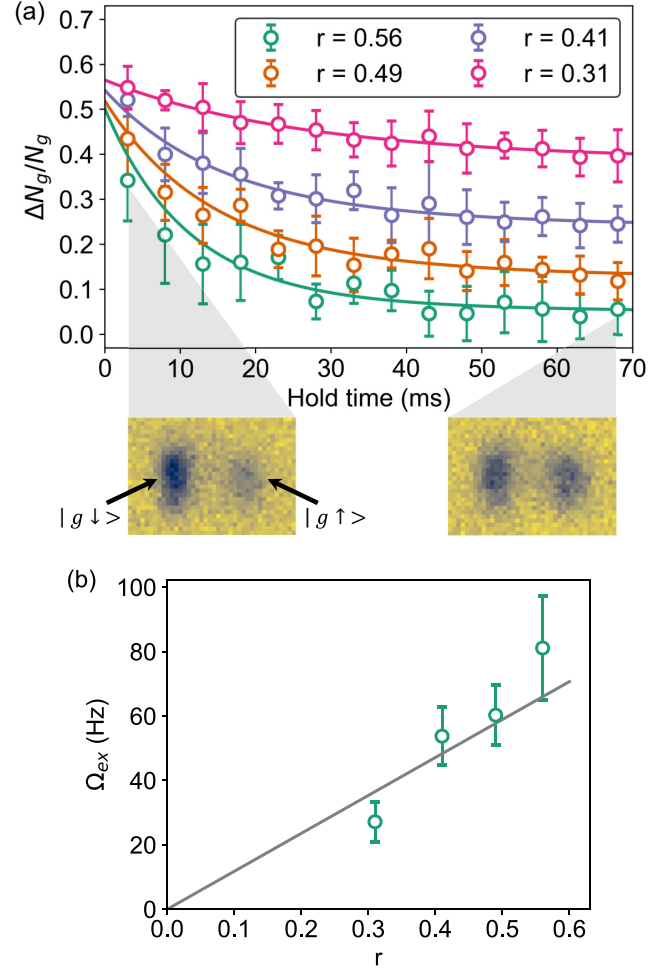 (a)
0.7
0.6
0.5
0.4
0.3
0.2
0.1
0.0
ΔN_g/N_g
r = 0.56
r = 0.41
r = 0.49
r = 0.31
0 10 20 30 40 50 60 70
Hold time (ms)
| g ↓ >
| g ↑ >
(b)
100
80
60
40
20
0
Ω_ex (Hz)
0.0 0.1 0.2 0.3 0.4 0.5 0.6
r